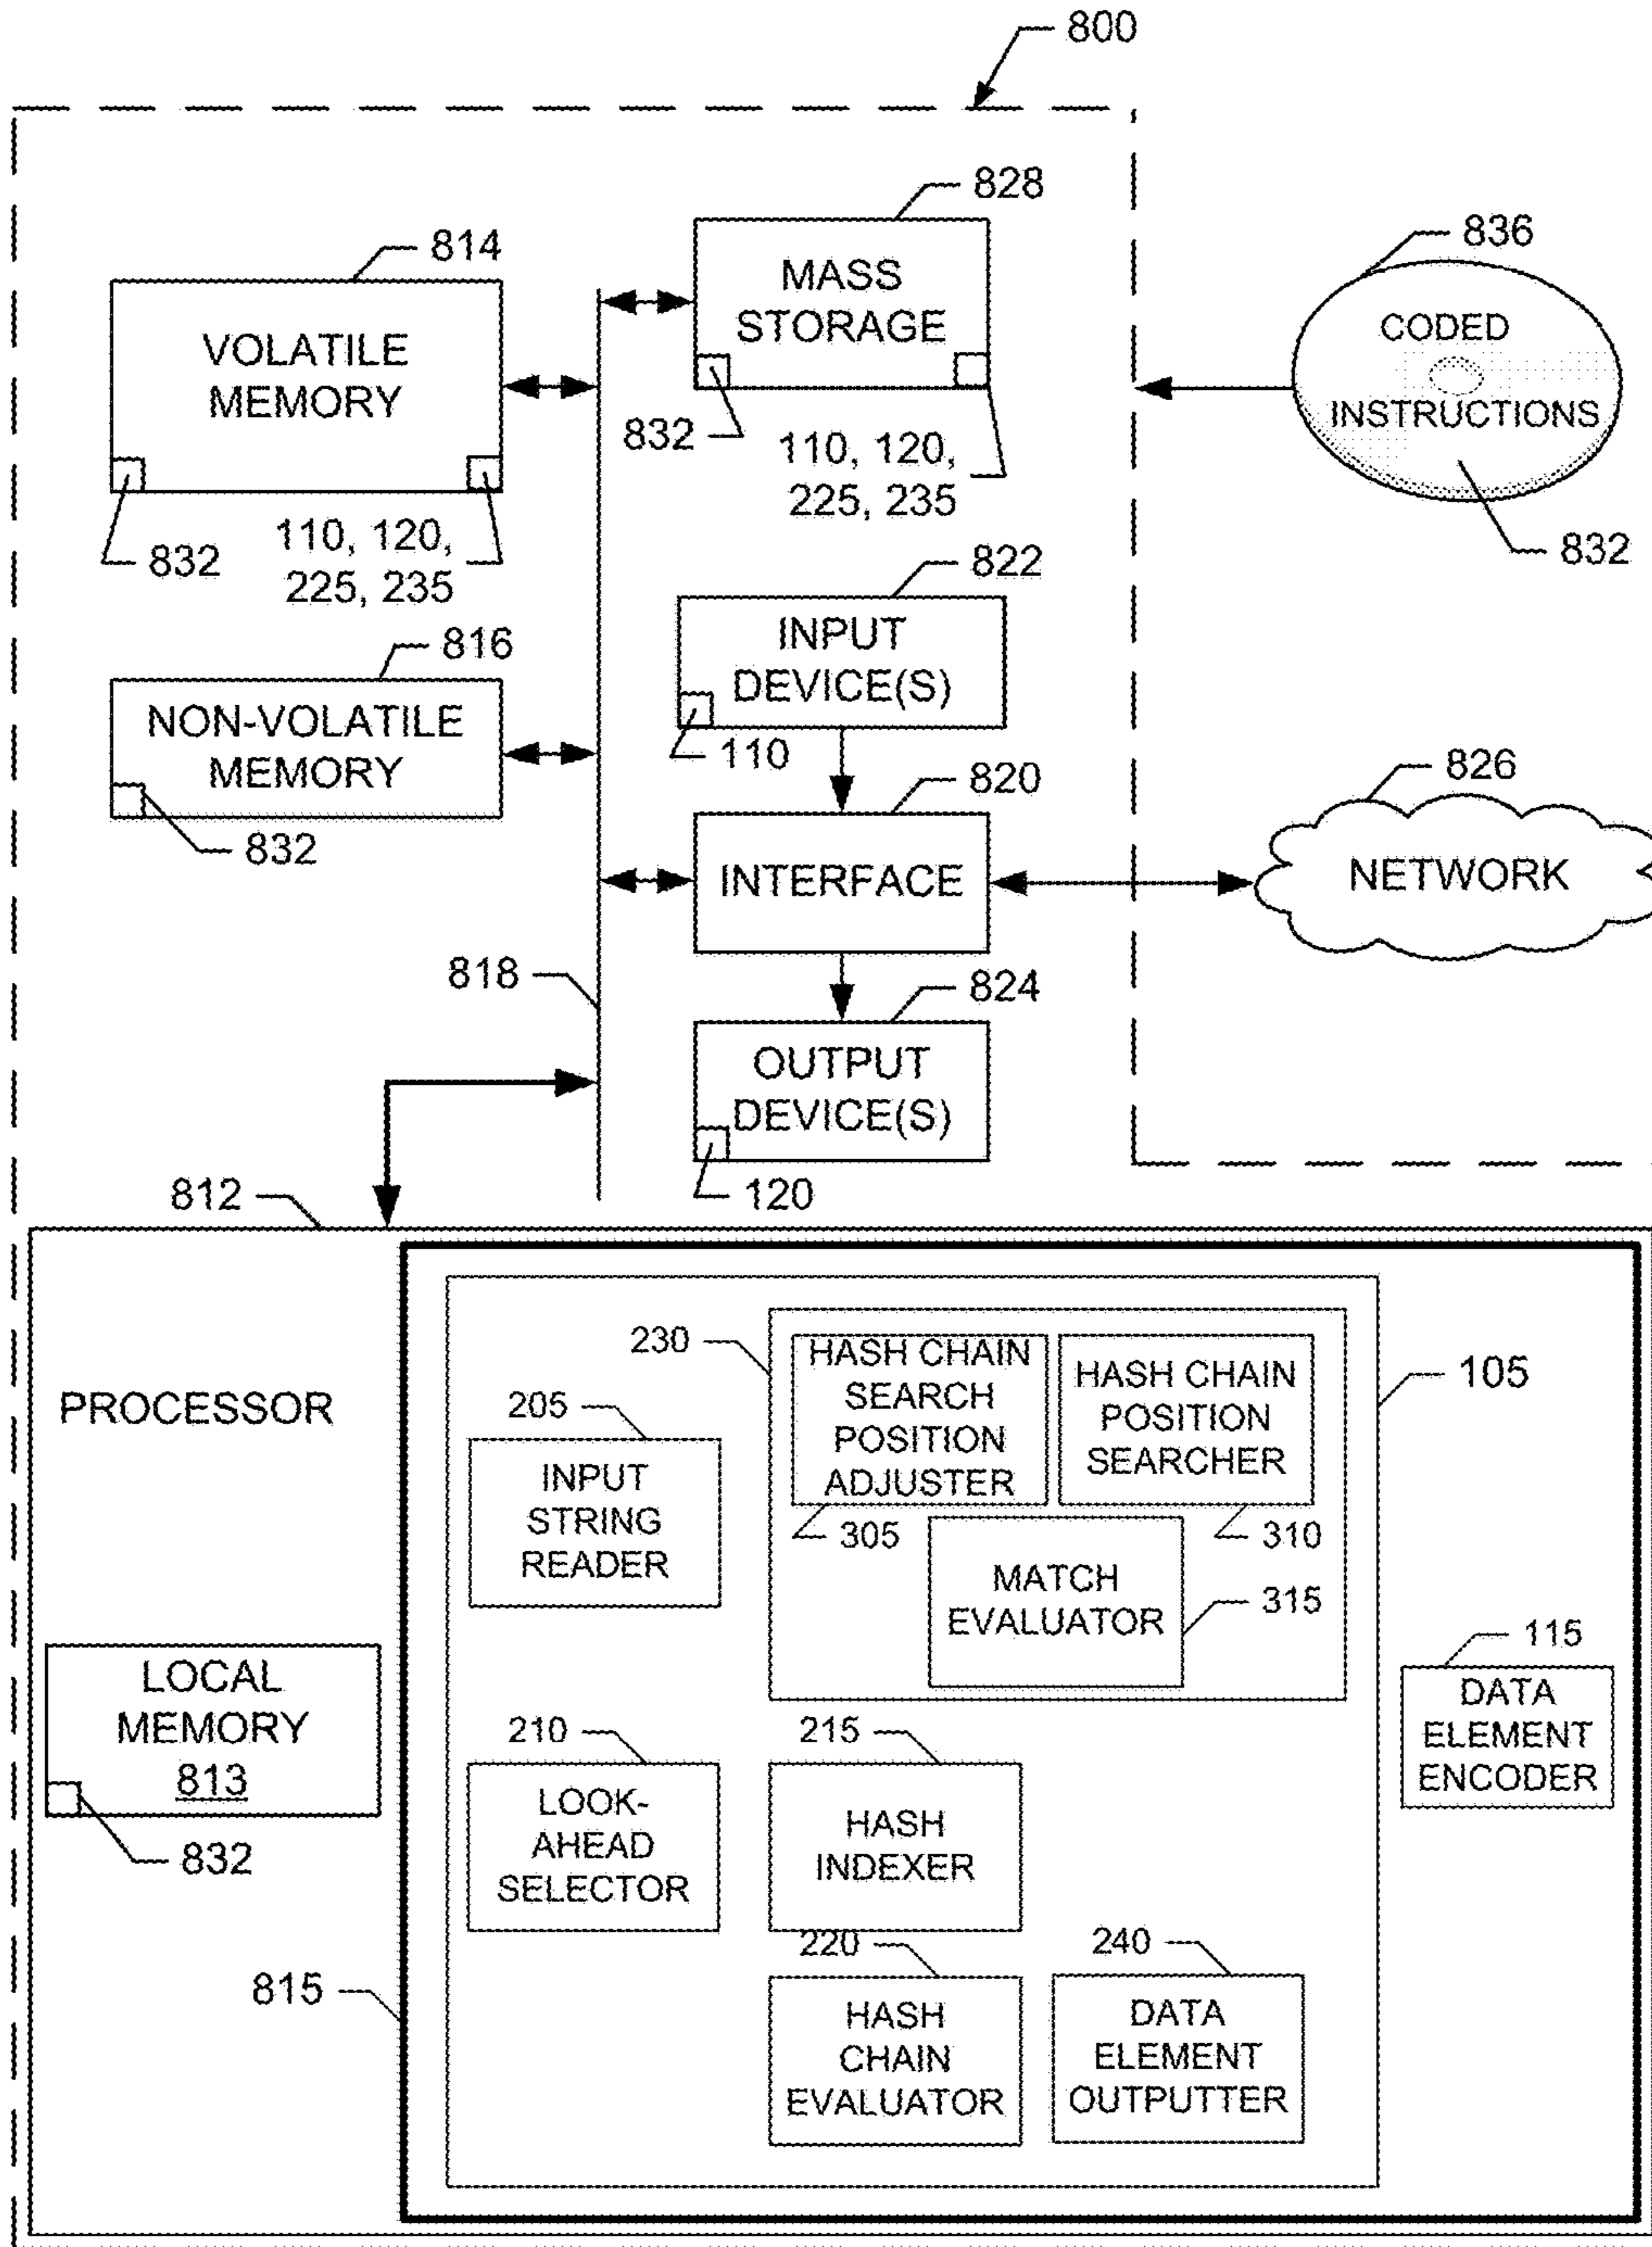 800
828
814
MASS
STORAGE
836
CODED
INSTRUCTIONS
832
VOLATILE
MEMORY
832
110, 120,
225, 235
832
110, 120,
225, 235
822
INPUT
DEVICE(S)
110
816
NON-VOLATILE
MEMORY
832
820
INTERFACE
826
NETWORK
818
824
OUTPUT
DEVICE(S)
120
812
PROCESSOR
230
HASH CHAIN
SEARCH
POSITION
ADJUSTER
305
HASH CHAIN
POSITION
SEARCHER
310
105
205
INPUT
STRING
READER
MATCH
EVALUATOR
315
115
DATA
ELEMENT
ENCODER
LOCAL
MEMORY
813
832
210
LOOK-
AHEAD
SELECTOR
215
HASH
INDEXER
815
220
HASH
CHAIN
EVALUATOR
240
DATA
ELEMENT
OUTPUTTER